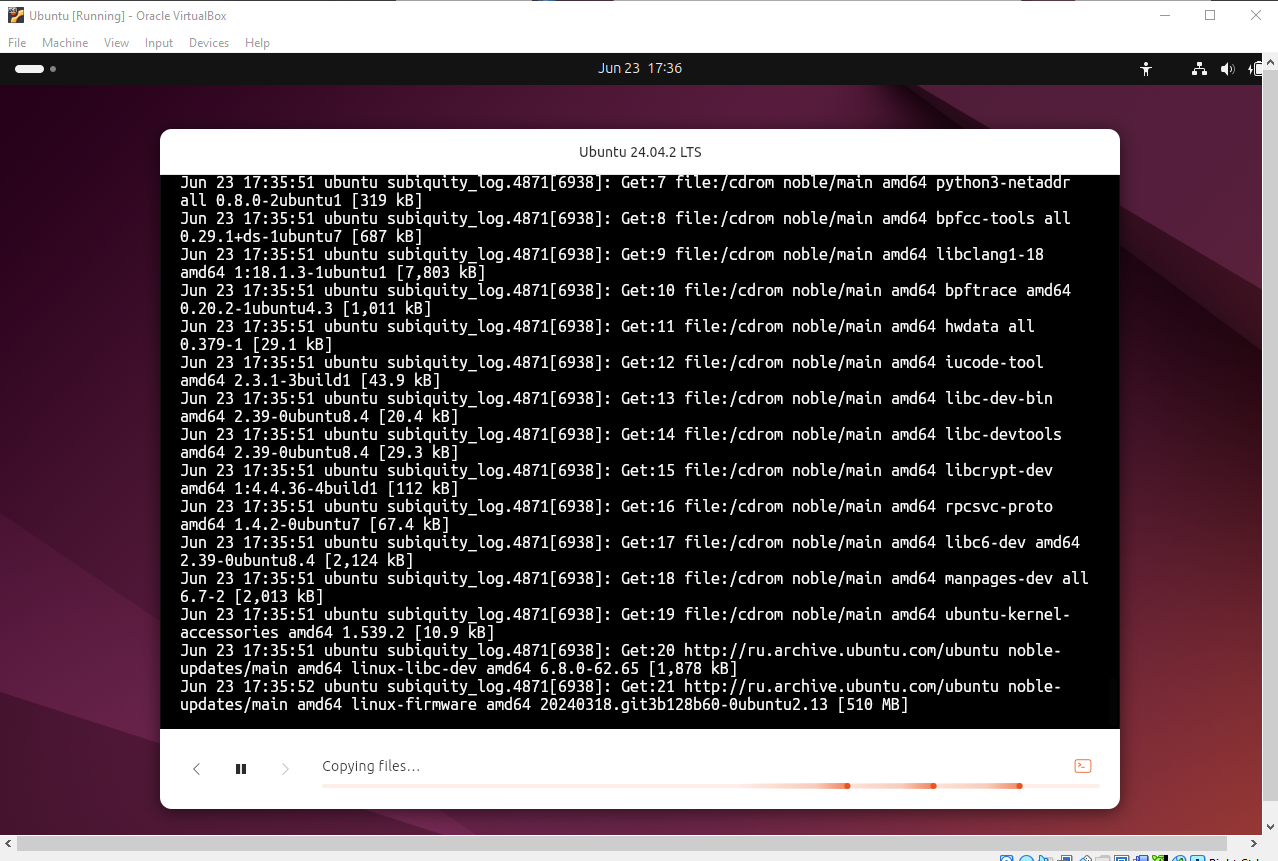 Ubuntu [Running] - Oracle VirtualBox
File Machine View Input Devices Help
Jun 23 17:36
Ubuntu 24.04.2 LTS
Jun 23 17:35:51 ubuntu subiquity_log.4871[6938]: Get:7 file:/cdrom noble/main amd64 python3-netaddr
all 0.8.0-2ubuntu1 [319 kB]
Jun 23 17:35:51 ubuntu subiquity_log.4871[6938]: Get:8 file:/cdrom noble/main amd64 bpfcc-tools all
0.29.1+ds-1ubuntu7 [687 kB]
Jun 23 17:35:51 ubuntu subiquity_log.4871[6938]: Get:9 file:/cdrom noble/main amd64 libclang1-18
amd64 1:18.1.3-1ubuntu1 [7,803 kB]
Jun 23 17:35:51 ubuntu subiquity_log.4871[6938]: Get:10 file:/cdrom noble/main amd64 bpftrace amd64
0.20.2-1ubuntu4.3 [1,011 kB]
Jun 23 17:35:51 ubuntu subiquity_log.4871[6938]: Get:11 file:/cdrom noble/main amd64 hwdata all
0.379-1 [29.1 kB]
Jun 23 17:35:51 ubuntu subiquity_log.4871[6938]: Get:12 file:/cdrom noble/main amd64 iucode-tool
amd64 2.3.1-3build1 [43.9 kB]
Jun 23 17:35:51 ubuntu subiquity_log.4871[6938]: Get:13 file:/cdrom noble/main amd64 libc-dev-bin
amd64 2.39-0ubuntu8.4 [20.4 kB]
Jun 23 17:35:51 ubuntu subiquity_log.4871[6938]: Get:14 file:/cdrom noble/main amd64 libc-devtools
amd64 2.39-0ubuntu8.4 [29.3 kB]
Jun 23 17:35:51 ubuntu subiquity_log.4871[6938]: Get:15 file:/cdrom noble/main amd64 libcrypt-dev
amd64 1:4.4.36-4build1 [112 kB]
Jun 23 17:35:51 ubuntu subiquity_log.4871[6938]: Get:16 file:/cdrom noble/main amd64 rpcsvc-proto
amd64 1.4.2-0ubuntu7 [67.4 kB]
Jun 23 17:35:51 ubuntu subiquity_log.4871[6938]: Get:17 file:/cdrom noble/main amd64 libc6-dev amd64
2.39-0ubuntu8.4 [2,124 kB]
Jun 23 17:35:51 ubuntu subiquity_log.4871[6938]: Get:18 file:/cdrom noble/main amd64 manpages-dev all
6.7-2 [2,013 kB]
Jun 23 17:35:51 ubuntu subiquity_log.4871[6938]: Get:19 file:/cdrom noble/main amd64 ubuntu-kernel-
accessories amd64 1.539.2 [10.9 kB]
Jun 23 17:35:51 ubuntu subiquity_log.4871[6938]: Get:20 http://ru.archive.ubuntu.com/ubuntu noble-
updates/main amd64 linux-libc-dev amd64 6.8.0-62.65 [1,878 kB]
Jun 23 17:35:52 ubuntu subiquity_log.4871[6938]: Get:21 http://ru.archive.ubuntu.com/ubuntu noble-
updates/main amd64 linux-firmware amd64 20240318.git3b128b60-0ubuntu2.13 [510 MB]
Copying files…